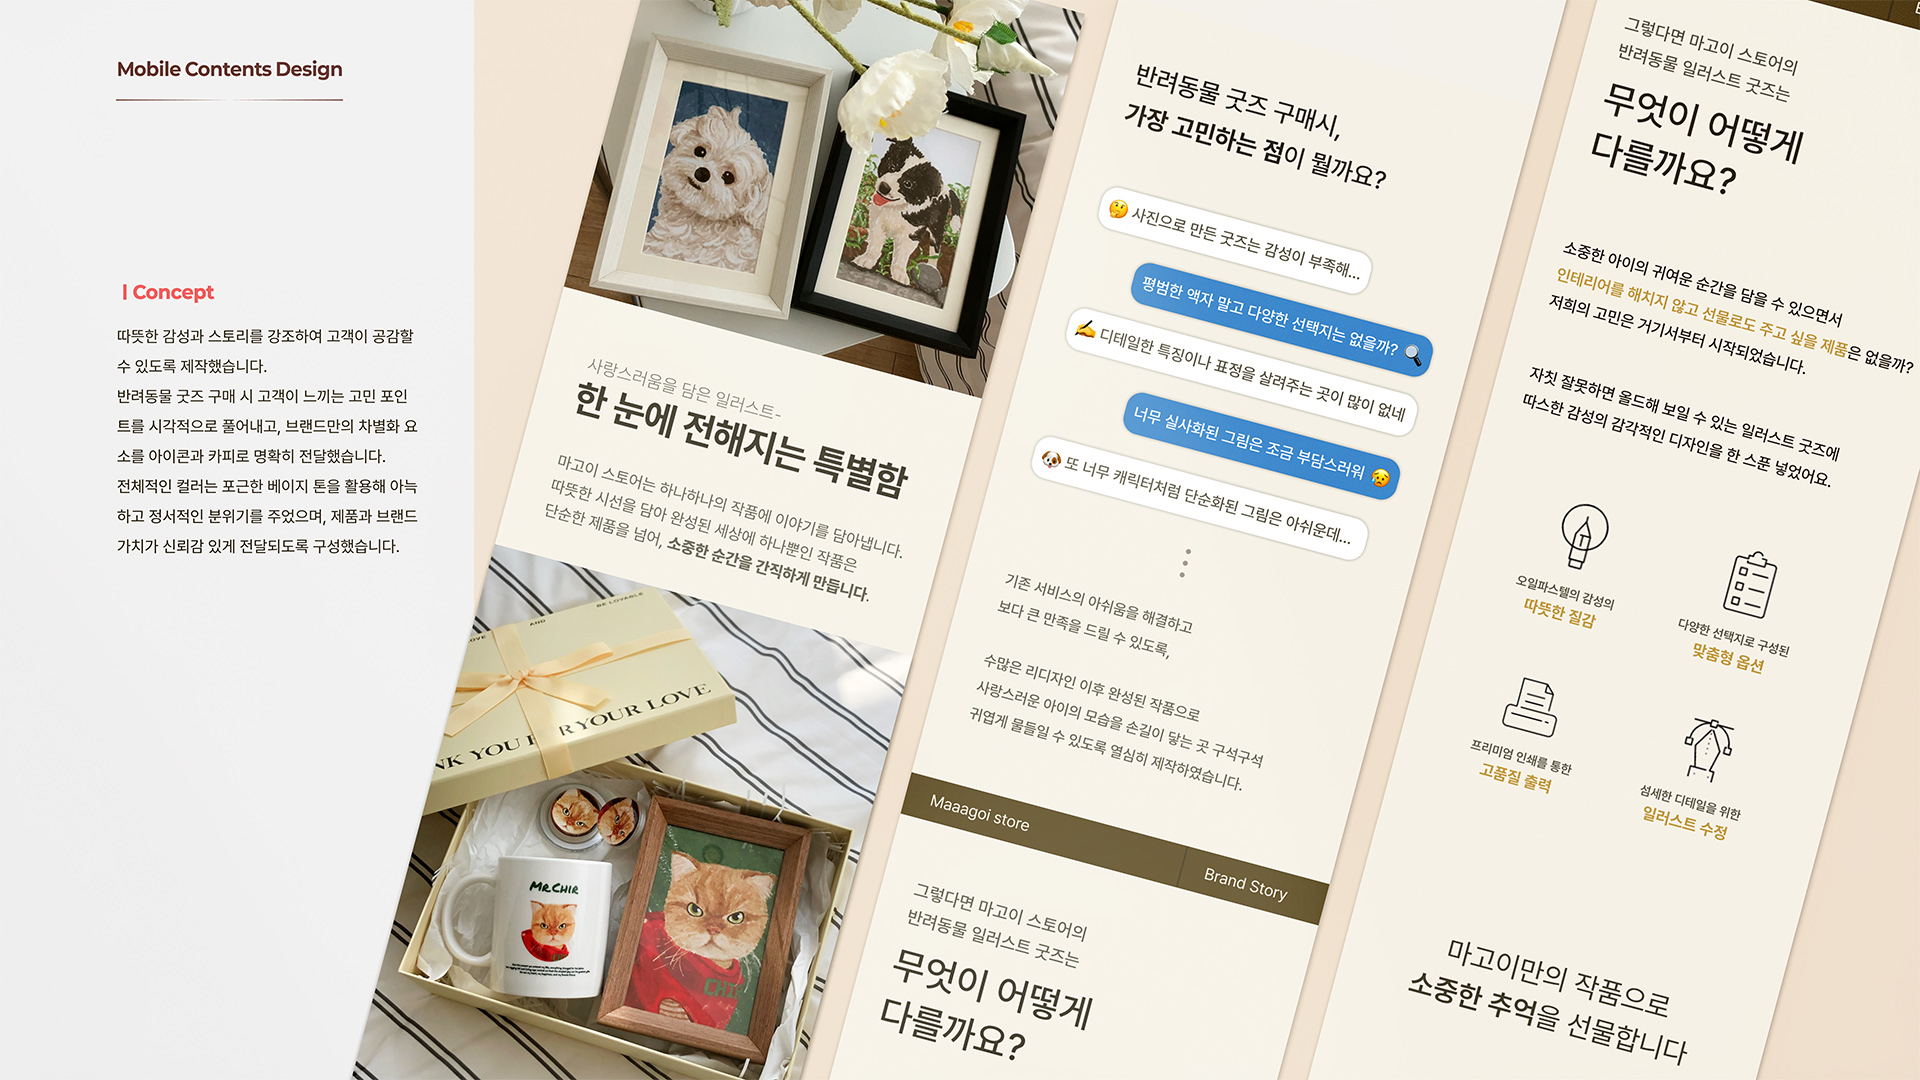 Mobile Contents Design
| Concept
따뜻한 감성과 스토리를 강조하여 고객이 공감할
수 있도록 제작했습니다.
반려동물 굿즈 구매 시 고객이 느끼는 고민 포인
트를 시각적으로 풀어내고, 브랜드만의 차별화 요
소를 아이콘과 카피로 명확히 전달했습니다.
전체적인 컬러는 포근한 베이지 톤을 활용해 아늑
하고 정서적인 분위기를 주었으며, 제품과 브랜드
가치가 신뢰감 있게 전달되도록 구성했습니다.
사랑스러움을 담은 일러스트-
한 눈에 전해지는 특별함
마고이 스토어는 하나하나의 작품에 이야기를 담아냅니다.
따뜻한 시선을 담아 완성된 세상에 하나뿐인 작품은
단순한 제품을 넘어, 소중한 순간을 간직하게 만듭니다.
BE LOVABLE
AND
OVE
NK YOU F R YOUR LOVE
MR.CHIR
CHI
반려동물 굿즈 구매시,
가장 고민하는 점이 뭘까요?
🤔 사진으로 만든 굿즈는 감성이 부족해...
평범한 액자 말고 다양한 선택지는 없을까? 🔍
✍️ 디테일한 특징이나 표정을 살려주는 곳이 많이 없네
너무 실사화된 그림은 조금 부담스러워 😥
🐶 또 너무 캐릭터처럼 단순화된 그림은 아쉬운데...
기존 서비스의 아쉬움을 해결하고
보다 큰 만족을 드릴 수 있도록,
수많은 리디자인 이후 완성된 작품으로
사랑스러운 아이의 모습을 손길이 닿는 곳 구석구석
귀엽게 물들일 수 있도록 열심히 제작하였습니다.
Maaagoi store
Brand Story
그렇다면 마고이 스토어의
반려동물 일러스트 굿즈는
무엇이 어떻게
다를까요?
그렇다면 마고이 스토어의
반려동물 일러스트 굿즈는
무엇이 어떻게
다를까요?
소중한 아이의 귀여운 순간을 담을 수 있으면서
인테리어를 해치지 않고 선물로도 주고 싶을 제품은 없을까?
저희의 고민은 거기서부터 시작되었습니다.
자칫 잘못하면 올드해 보일 수 있는 일러스트 굿즈에
따스한 감성의 감각적인 디자인을 한 스푼 넣었어요.
오일파스텔의 감성의
따뜻한 질감
다양한 선택지로 구성된
맞춤형 옵션
프리미엄 인쇄를 통한
고품질 출력
섬세한 디테일을 위한
일러스트 수정
마고이만의 작품으로
소중한 추억을 선물합니다